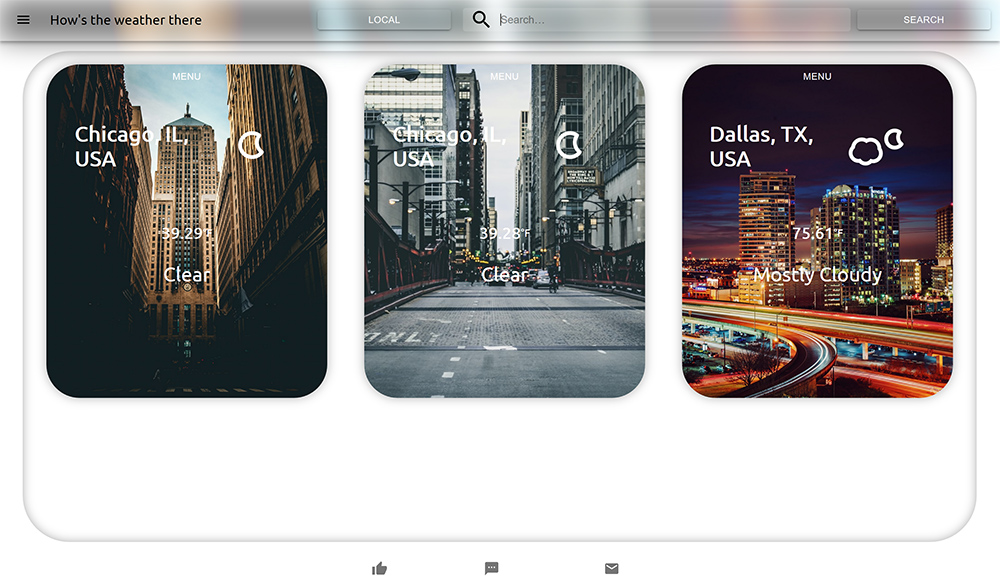 How's the weather there
LOCAL
Search...
SEARCH
MENU
Chicago, IL,
USA
39.29°F
Clear
MENU
Chicago, IL,
USA
39.28°F
Clear
MENU
Dallas, TX,
USA
75.61°F
Mostly Cloudy